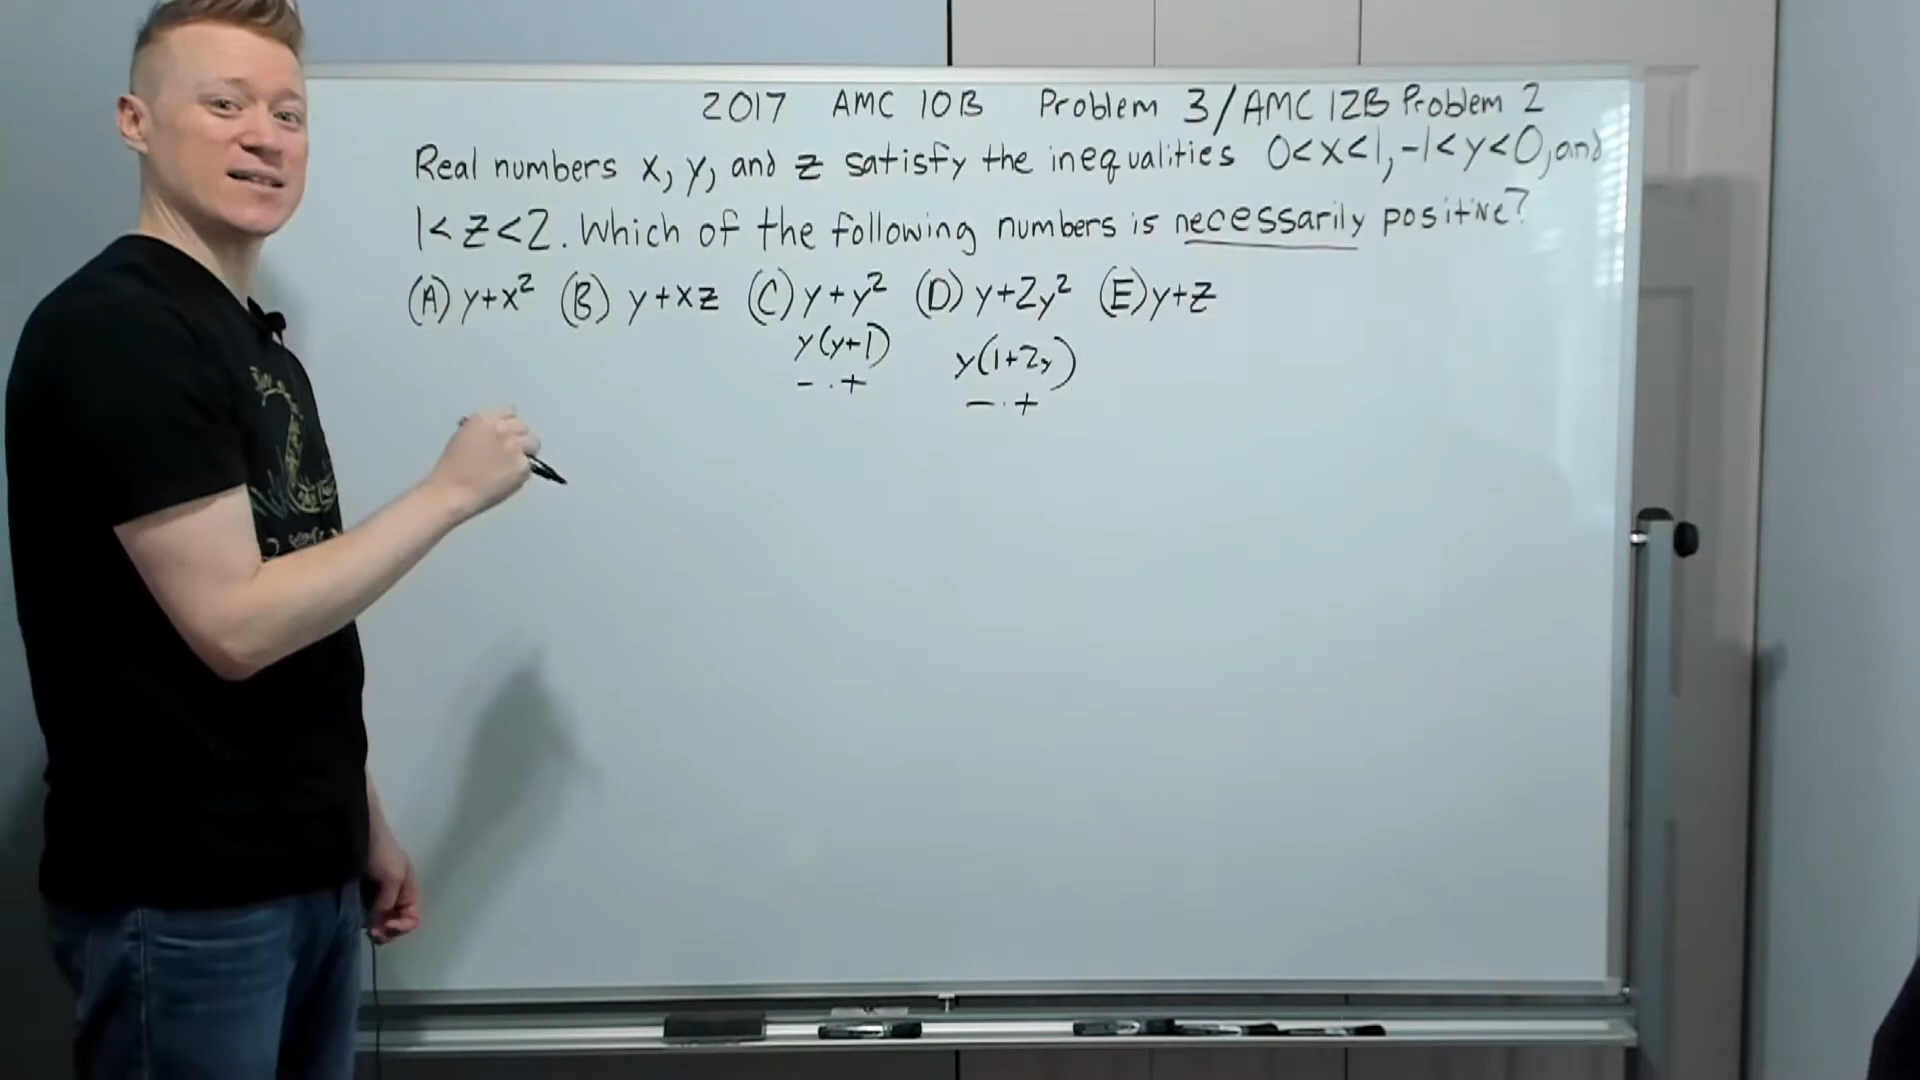 2017 AMC 10B Problem 3/AMC 12B Problem 2
Real numbers x, y, and z satisfy the inequalities 0<x<1, -1<y<0, and
1<z<2. Which of the following numbers is necessarily positive?
(A) y+x² (B) y+xz (C) y+y² (D) y+2y² (E) y+z
y(y+1) y(1+2y)
- · + - · +